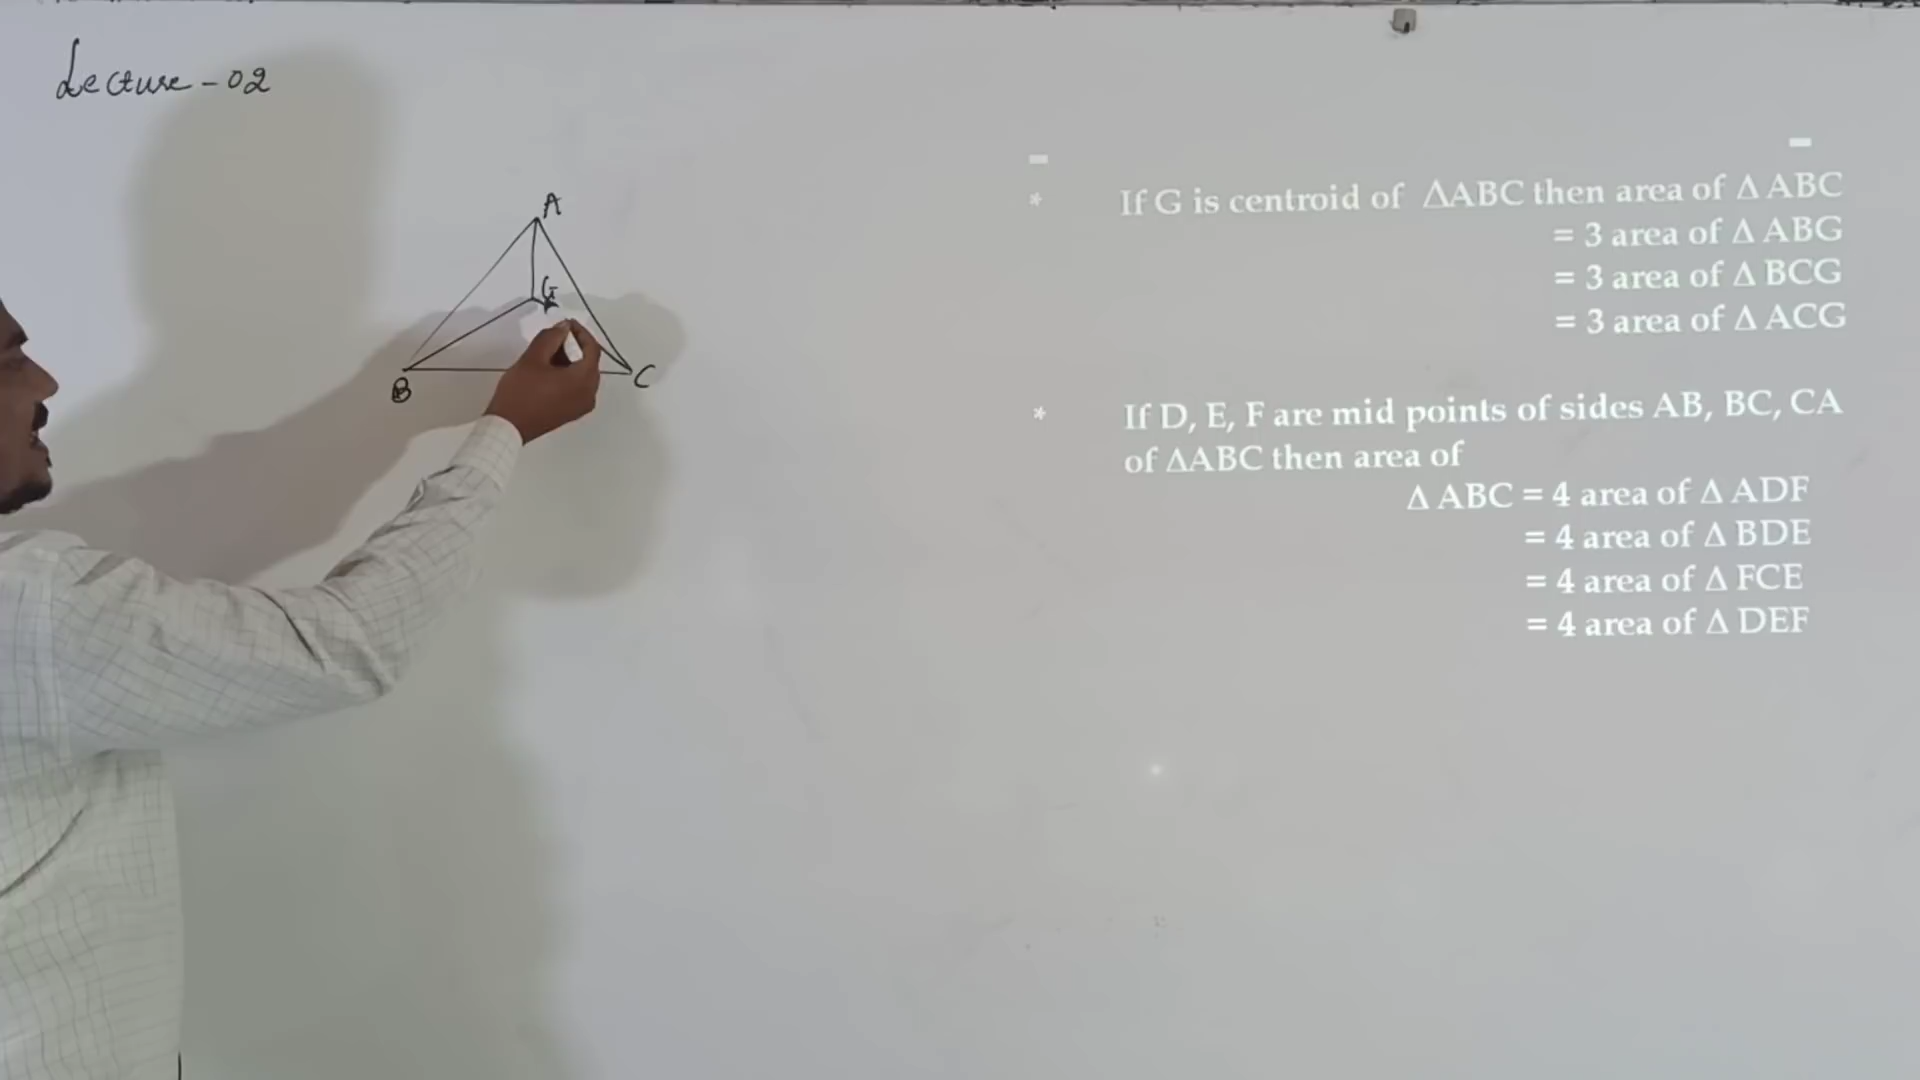 Lecture - 02
A
G
B
C
* If G is centroid of ΔABC then area of Δ ABC
= 3 area of Δ ABG
= 3 area of Δ BCG
= 3 area of Δ ACG
* If D, E, F are mid points of sides AB, BC, CA
of ΔABC then area of
Δ ABC = 4 area of Δ ADF
= 4 area of Δ BDE
= 4 area of Δ FCE
= 4 area of Δ DEF